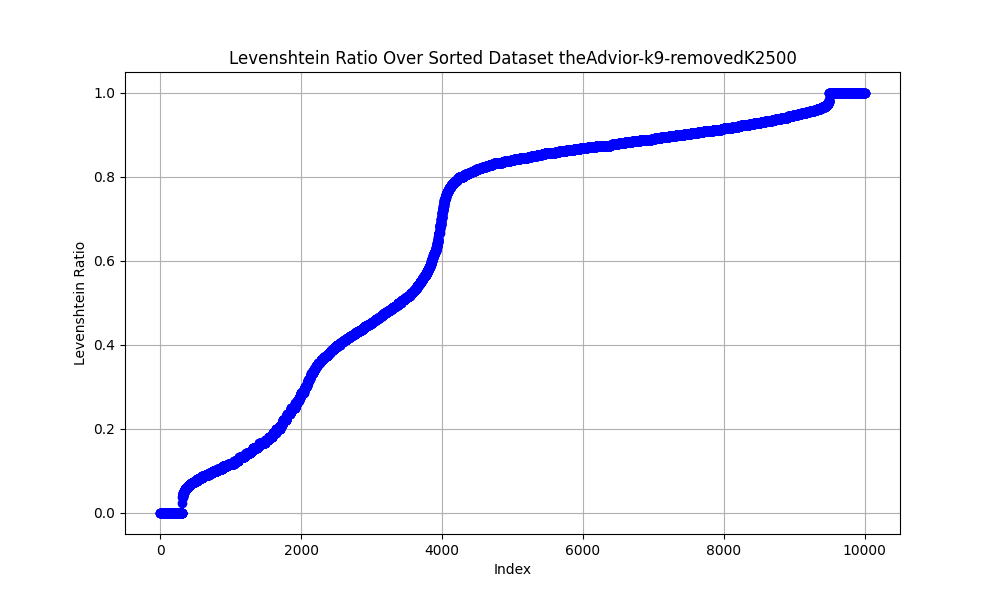 Levenshtein Ratio Over Sorted Dataset theAdvior-k9-removedK2500
1.0
0.8
0.6
0.4
0.2
0.0
Levenshtein Ratio
0 2000 4000 6000 8000 10000
Index